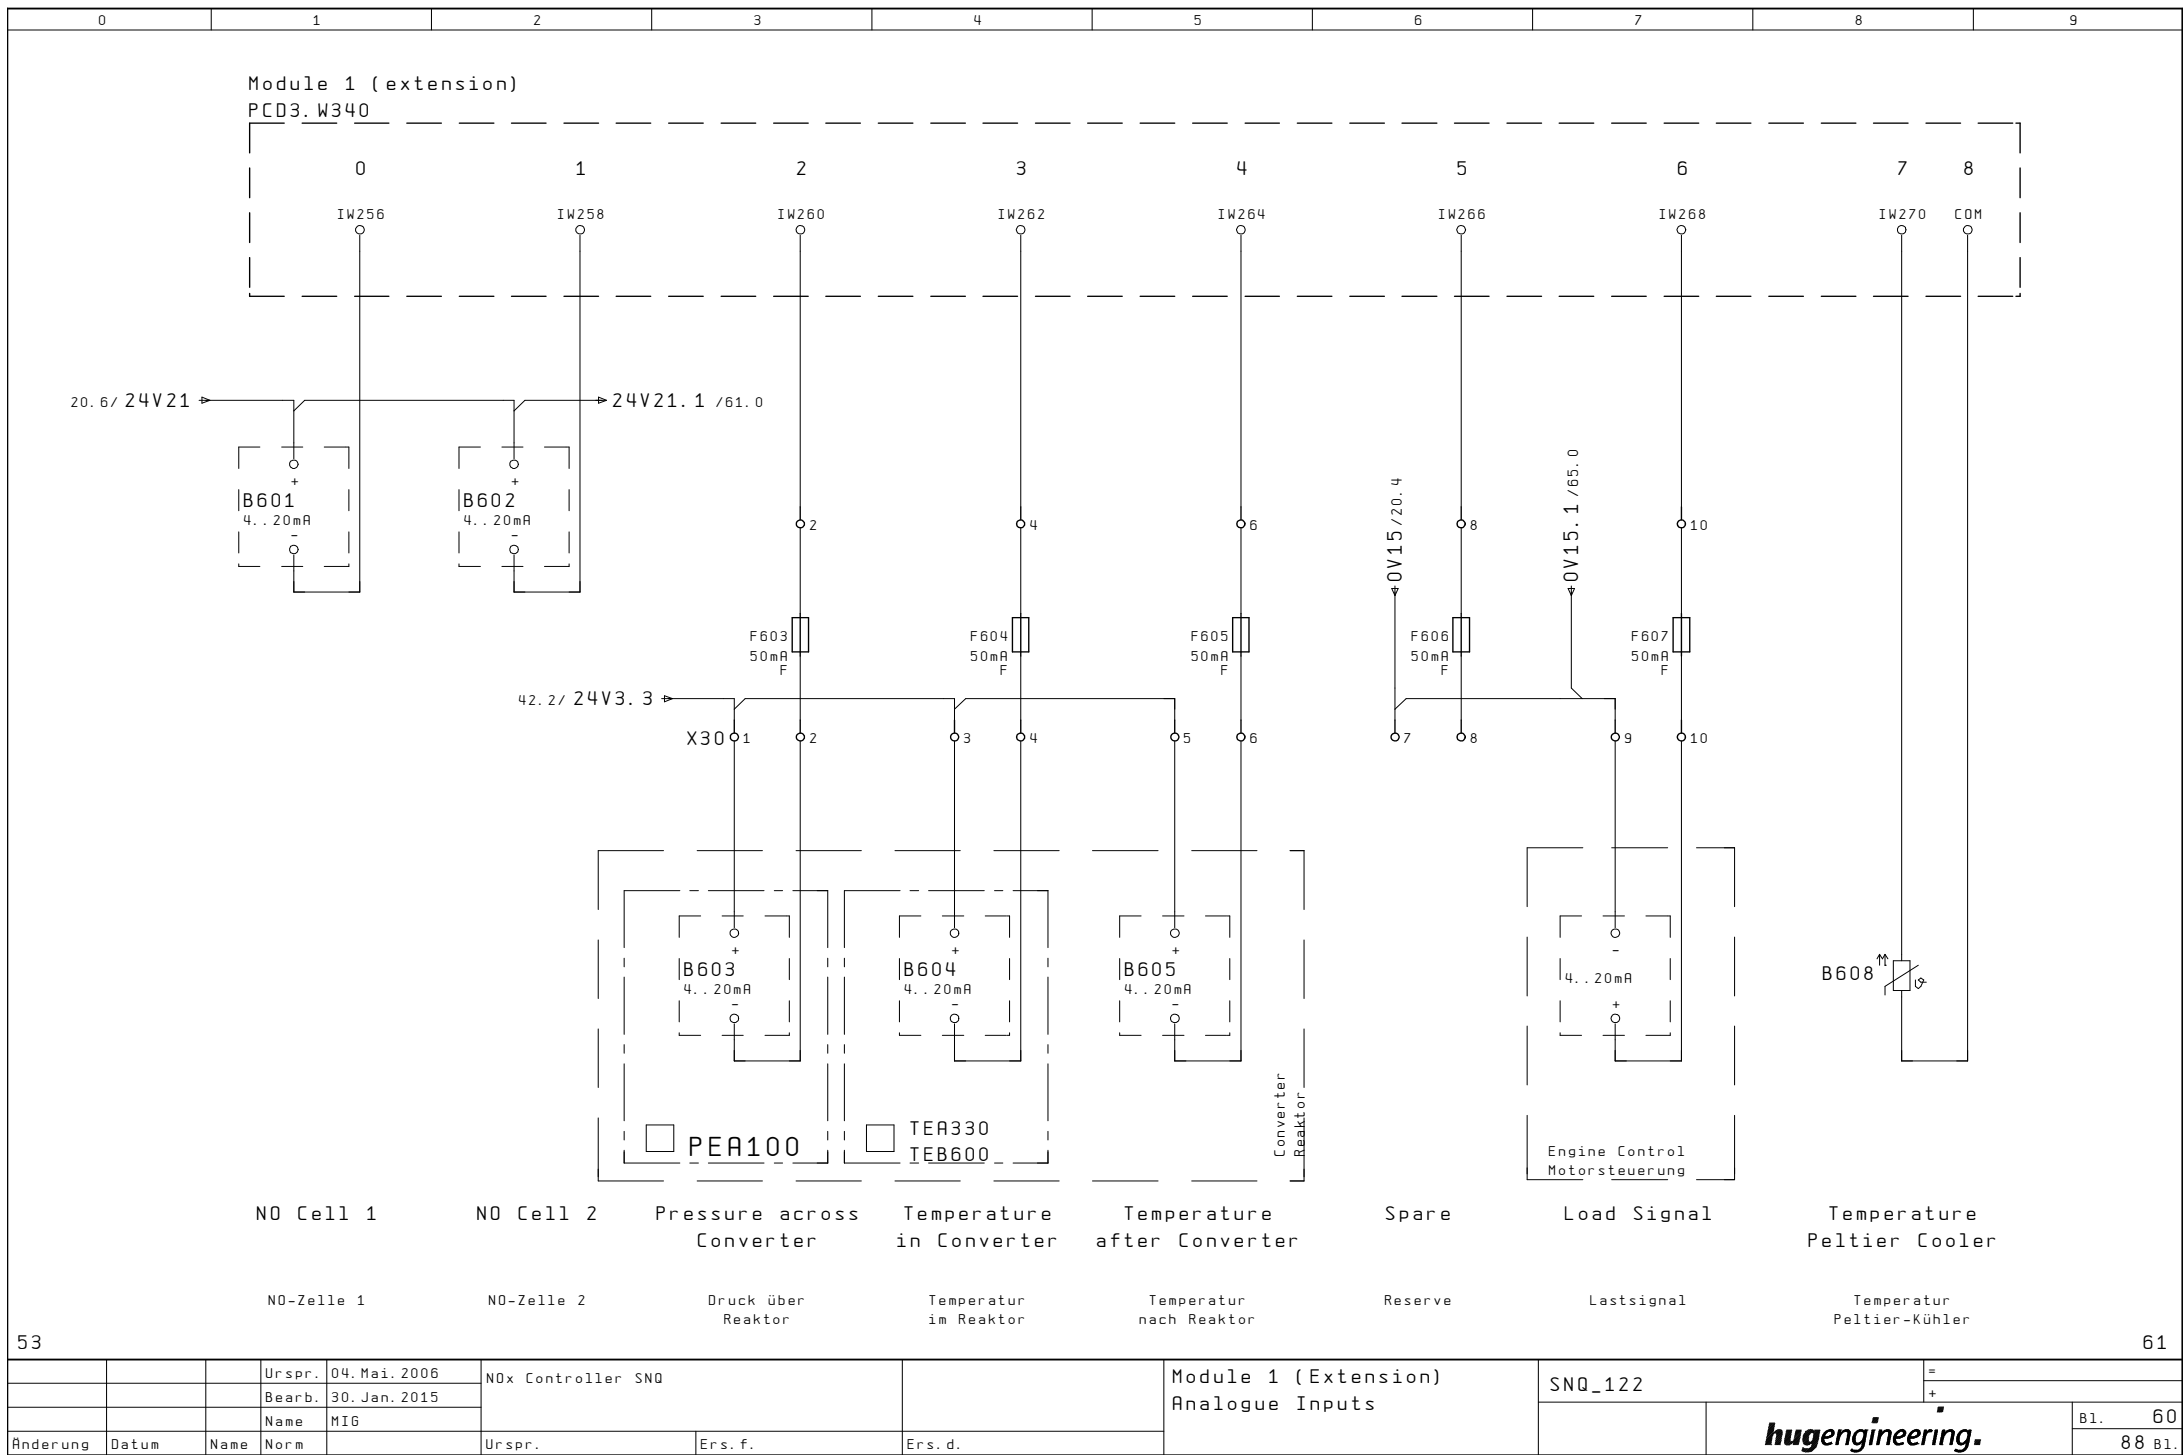 0 1 2 3 4 5 6 7 8 9
Module 1 (extension)
PCD3.W340
0 1 2 3 4 5 6 7 8
IW256 IW258 IW260 IW262 IW264 IW266 IW268 IW270 COM
20.6/ 24V21 24V21.1 /61.0
0V15 /20.4
0V15.1 /65.0
+ +
B601 B602
4..20mA 4..20mA
- -
2 4 6 8 10
F603 F604 F605 F606 F607
50mA 50mA 50mA 50mA 50mA
F F F F F
42.2/ 24V3.3
X30 1 2 3 4 5 6 7 8 9 10
+ + + -
B603 B604 B605 B608
4..20mA 4..20mA 4..20mA 4..20mA
ϑ
- - - +
Converter
Reaktor
PEA100
TEA330
TEB600
Engine Control
Motorsteuerung
NO Cell 1
NO Cell 2
Pressure across
Converter
Temperature
in Converter
Temperature
after Converter
Spare
Load Signal
Temperature
Peltier Cooler
NO-Zelle 1
NO-Zelle 2
Druck über
Reaktor
Temperatur
im Reaktor
Temperatur
nach Reaktor
Reserve
Lastsignal
Temperatur
Peltier-Kühler
53 61
Urspr. 04.Mai.2006
Bearb. 30.Jan.2015
Name MIG
Änderung Datum Name Norm
NOx Controller SNQ
Urspr. Ers.f. Ers.d.
Module 1 (Extension)
Analogue Inputs
SNQ_122
=
+
hugengineering.
Bl. 60
88 Bl.